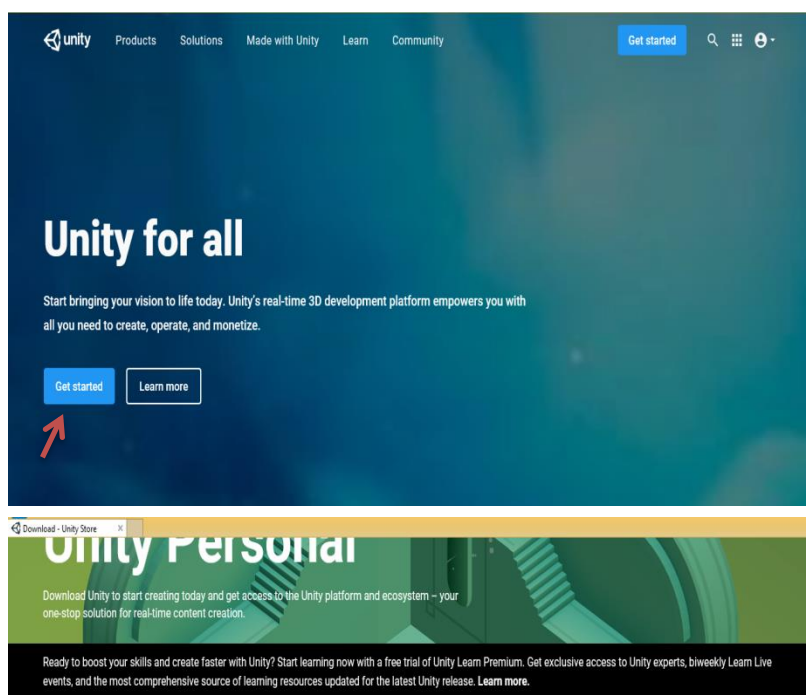 unity Products Solutions Made with Unity Learn Community Get started
Unity for all
Start bringing your vision to life today. Unity's real-time 3D development platform empowers you with
all you need to create, operate, and monetize.
Get started Learn more
Download - Unity Store x
Unity Personal
Download Unity to start creating today and get access to the Unity platform and ecosystem – your
one-stop solution for real-time content creation.
Ready to boost your skills and create faster with Unity? Start learning now with a free trial of Unity Learn Premium. Get exclusive access to Unity experts, biweekly Learn Live
events, and the most comprehensive source of learning resources updated for the latest Unity release. Learn more.